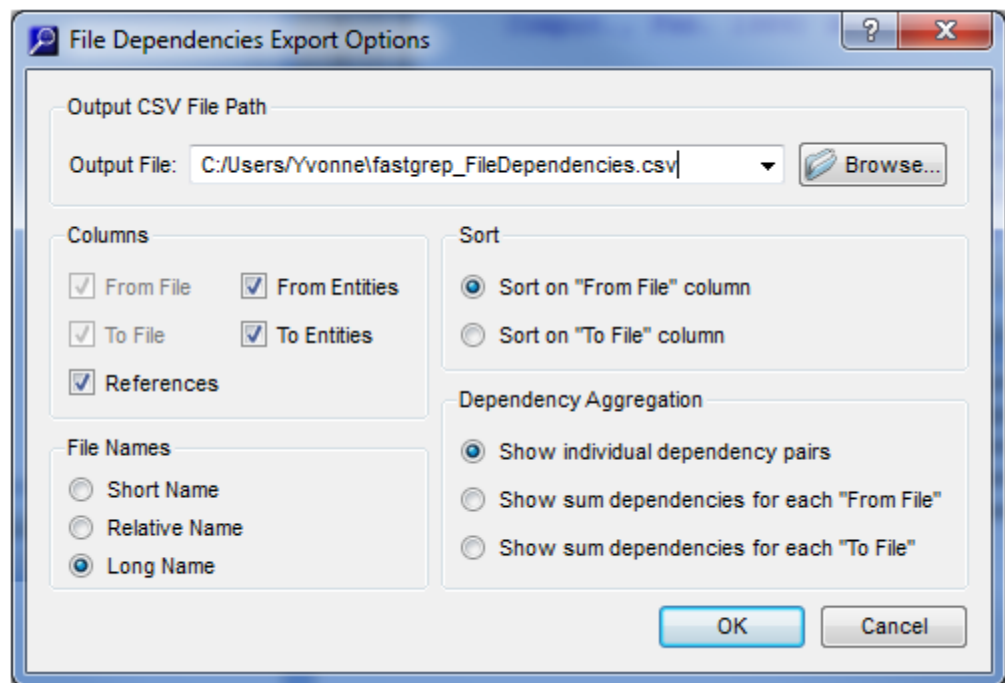 File Dependencies Export Options
Output CSV File Path
Output File: C:/Users/Yvonne\fastgrep_FileDependencies.csv Browse...
Columns
From File From Entities
To File To Entities
References
Sort
Sort on "From File" column
Sort on "To File" column
File Names
Short Name
Relative Name
Long Name
Dependency Aggregation
Show individual dependency pairs
Show sum dependencies for each "From File"
Show sum dependencies for each "To File"
OK Cancel